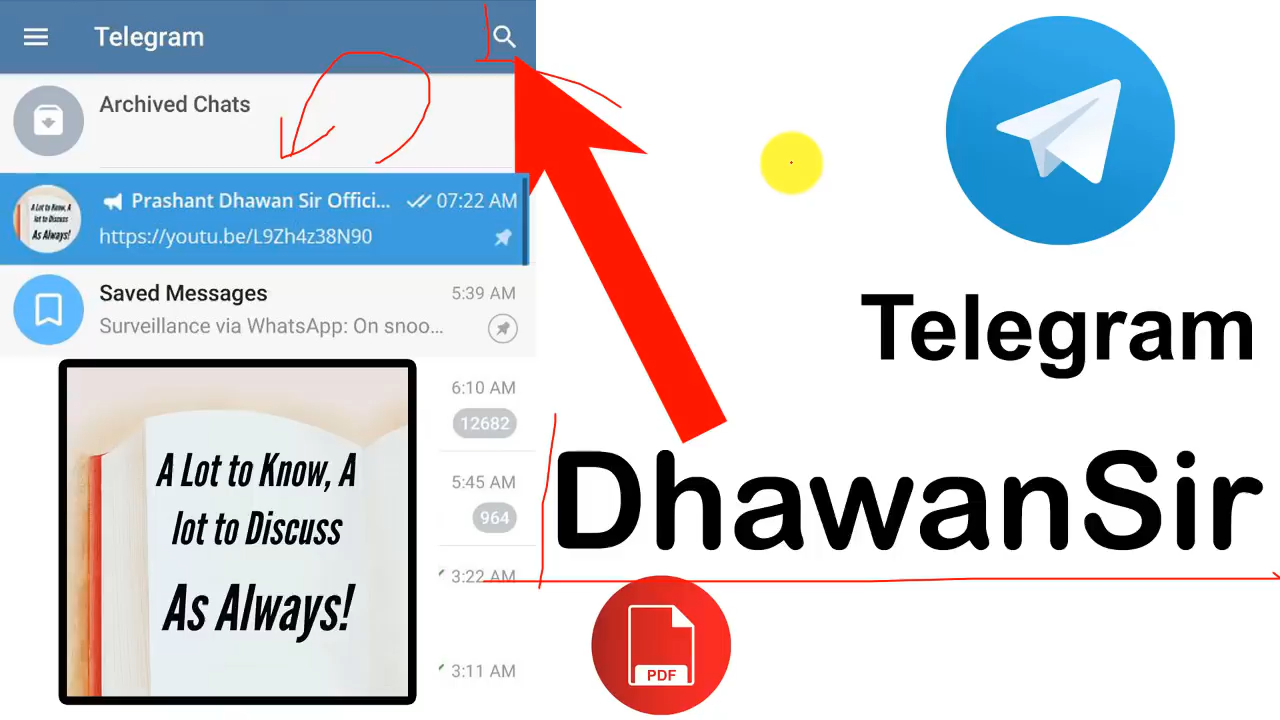 Telegram
Archived Chats
Prashant Dhawan Sir Offici... 07:22 AM
https://youtu.be/L9Zh4z38N90
Saved Messages 5:39 AM
Surveillance via WhatsApp: On snoo...
6:10 AM
12682
5:45 AM
964
3:22 AM
3:11 AM
A Lot to Know, A
lot to Discuss
As Always!
A Lot to Know, A
lot to Discuss
As Always!
Telegram
DhawanSir
PDF